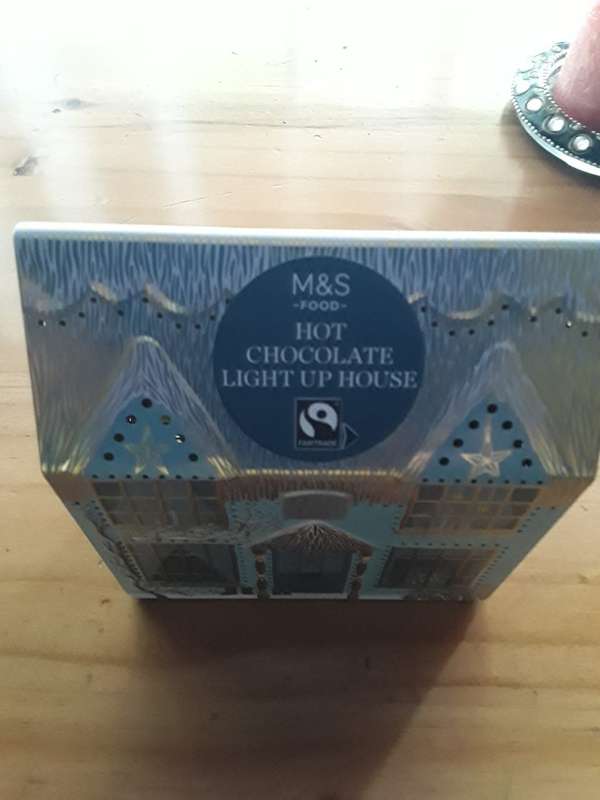 M&S
-FOOD-
HOT
CHOCOLATE
LIGHT UP HOUSE
FAIRTRADE